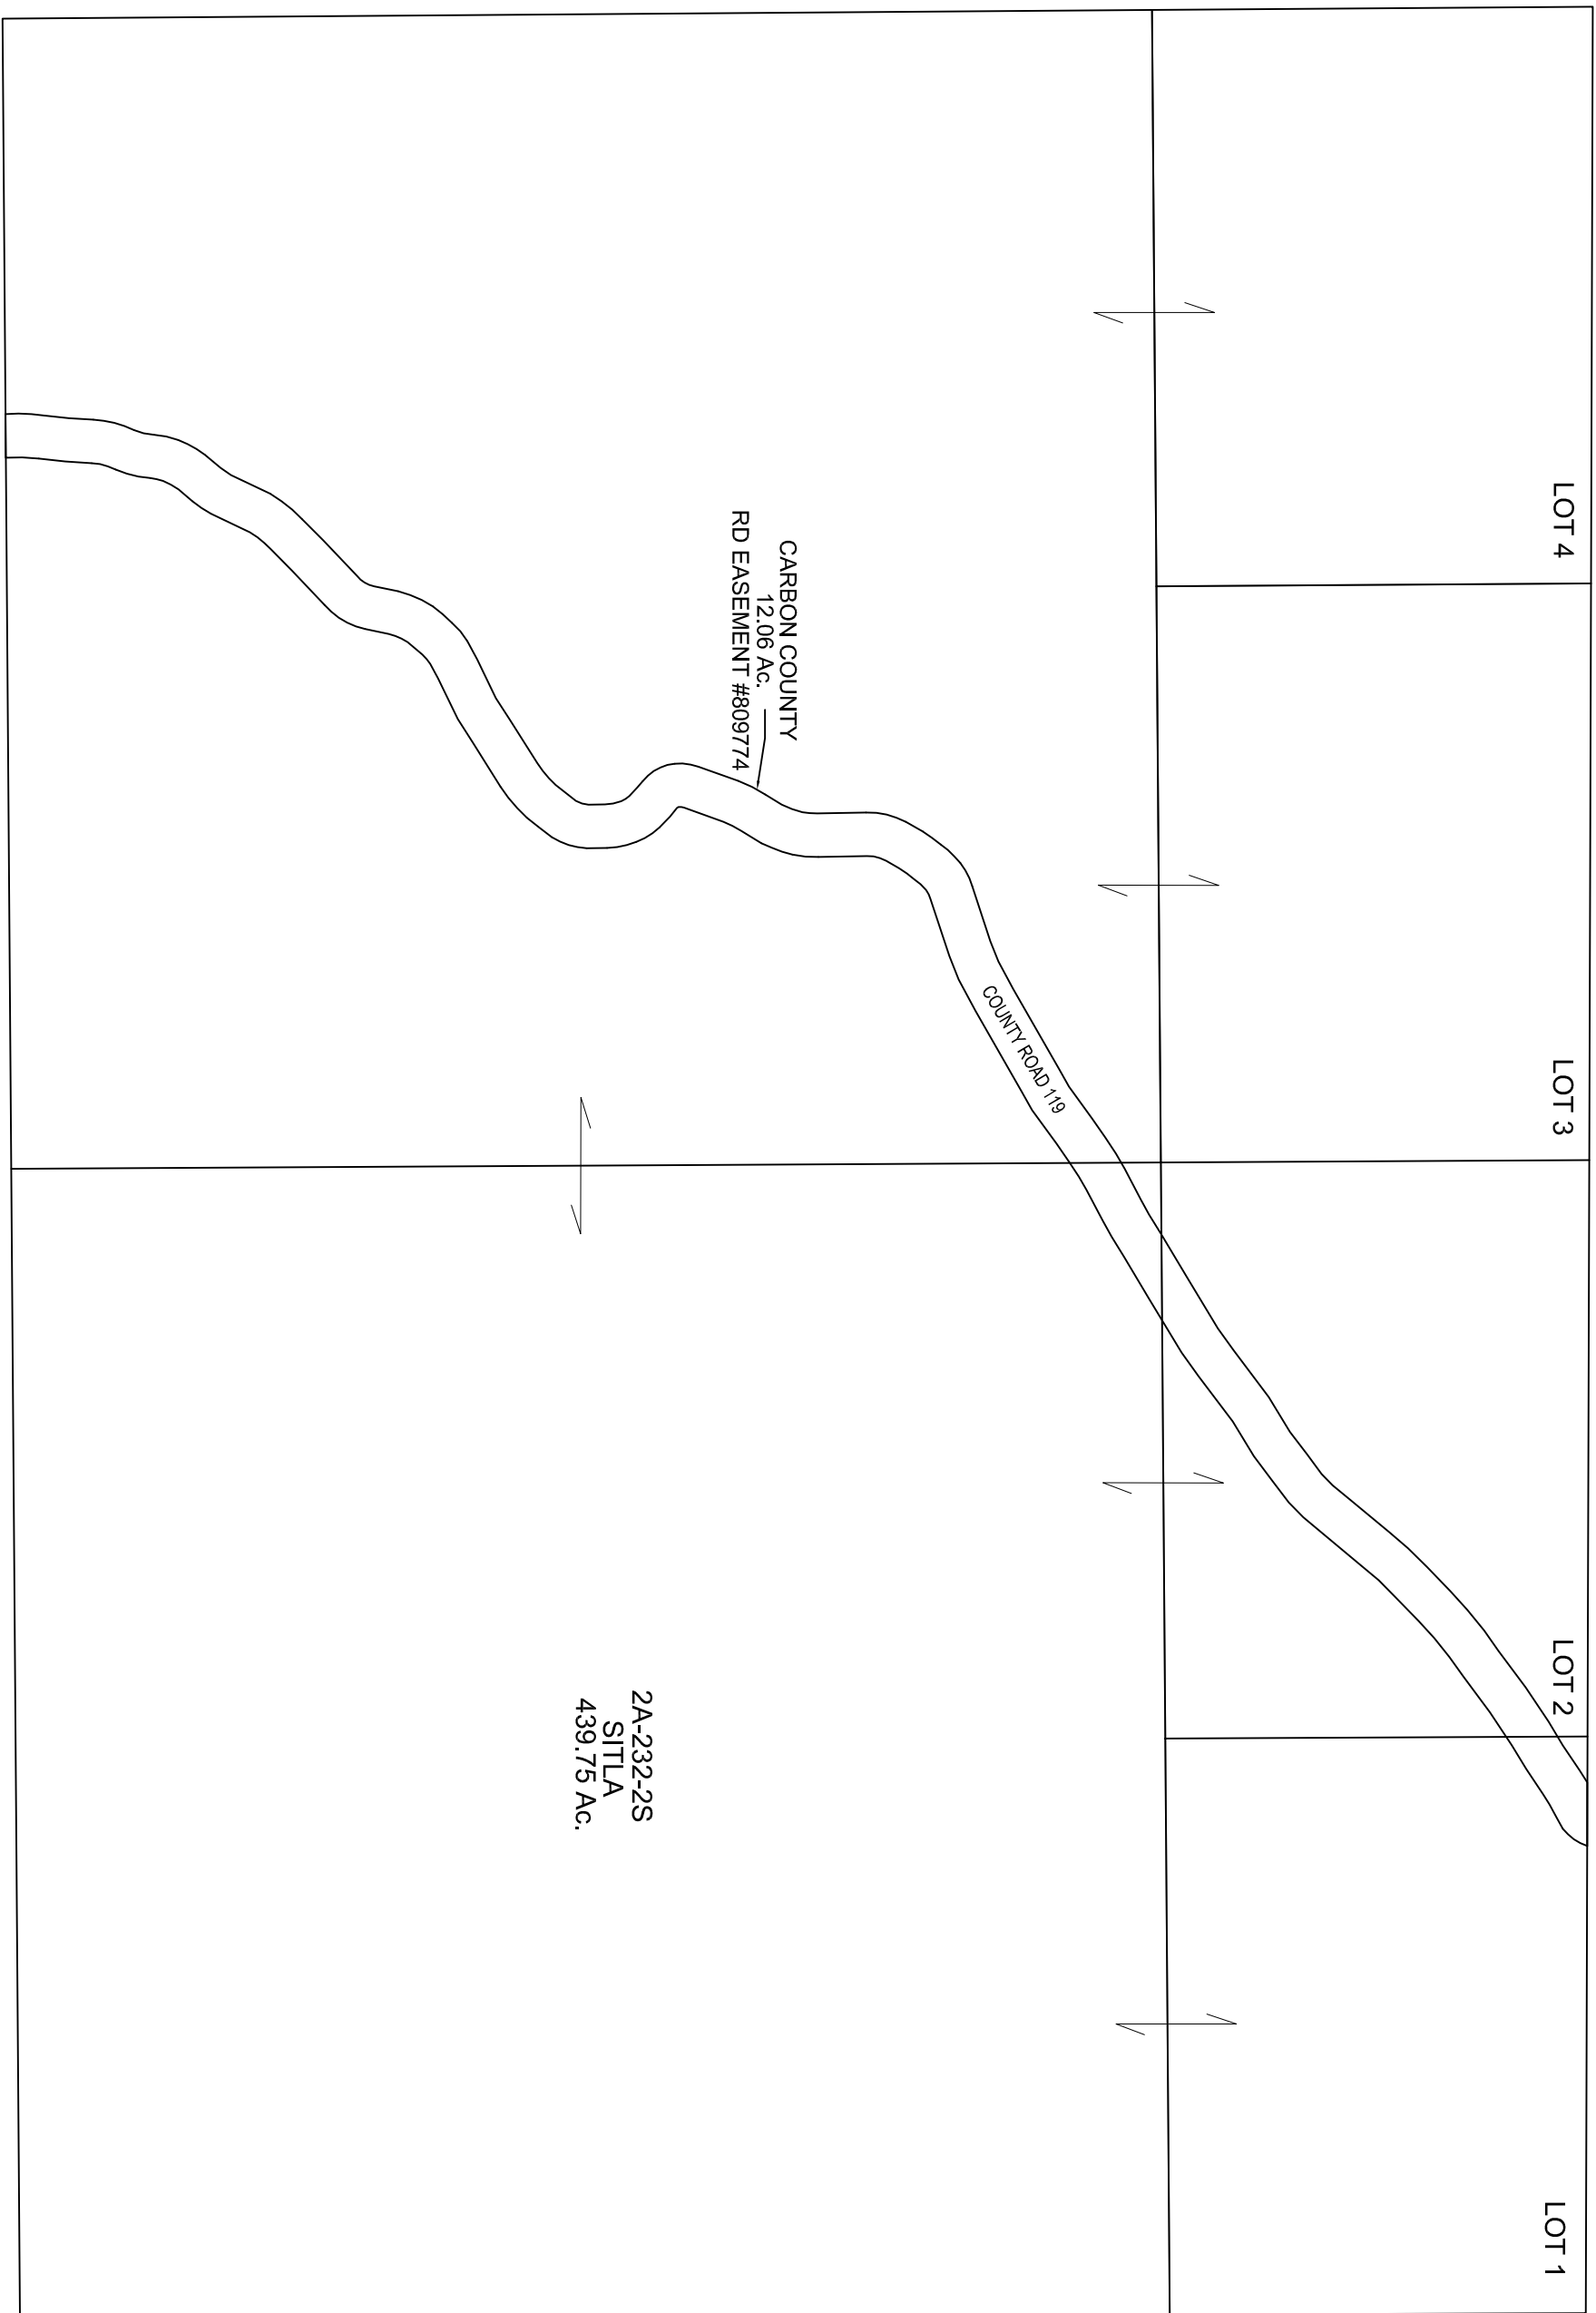 LOT 4
LOT 3
LOT 2
LOT 1
CARBON COUNTY
12.06 Ac.
RD EASEMENT #809774
COUNTY ROAD 119
2A-232-2S
SITLA
439.75 Ac.